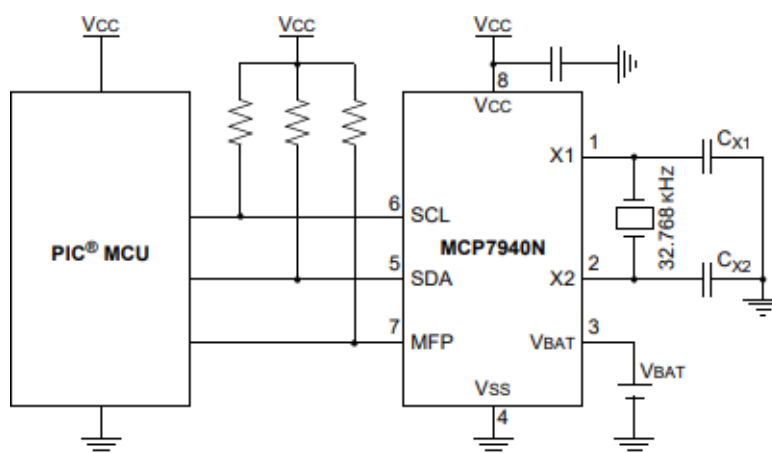 VCC
VCC
VCC
8
VCC
1
X1
CX1
6
SCL
32.768 KHZ
PIC® MCU
MCP7940N
5
SDA
2
X2
CX2
7
MFP
3
VBAT
VBAT
VSS
4